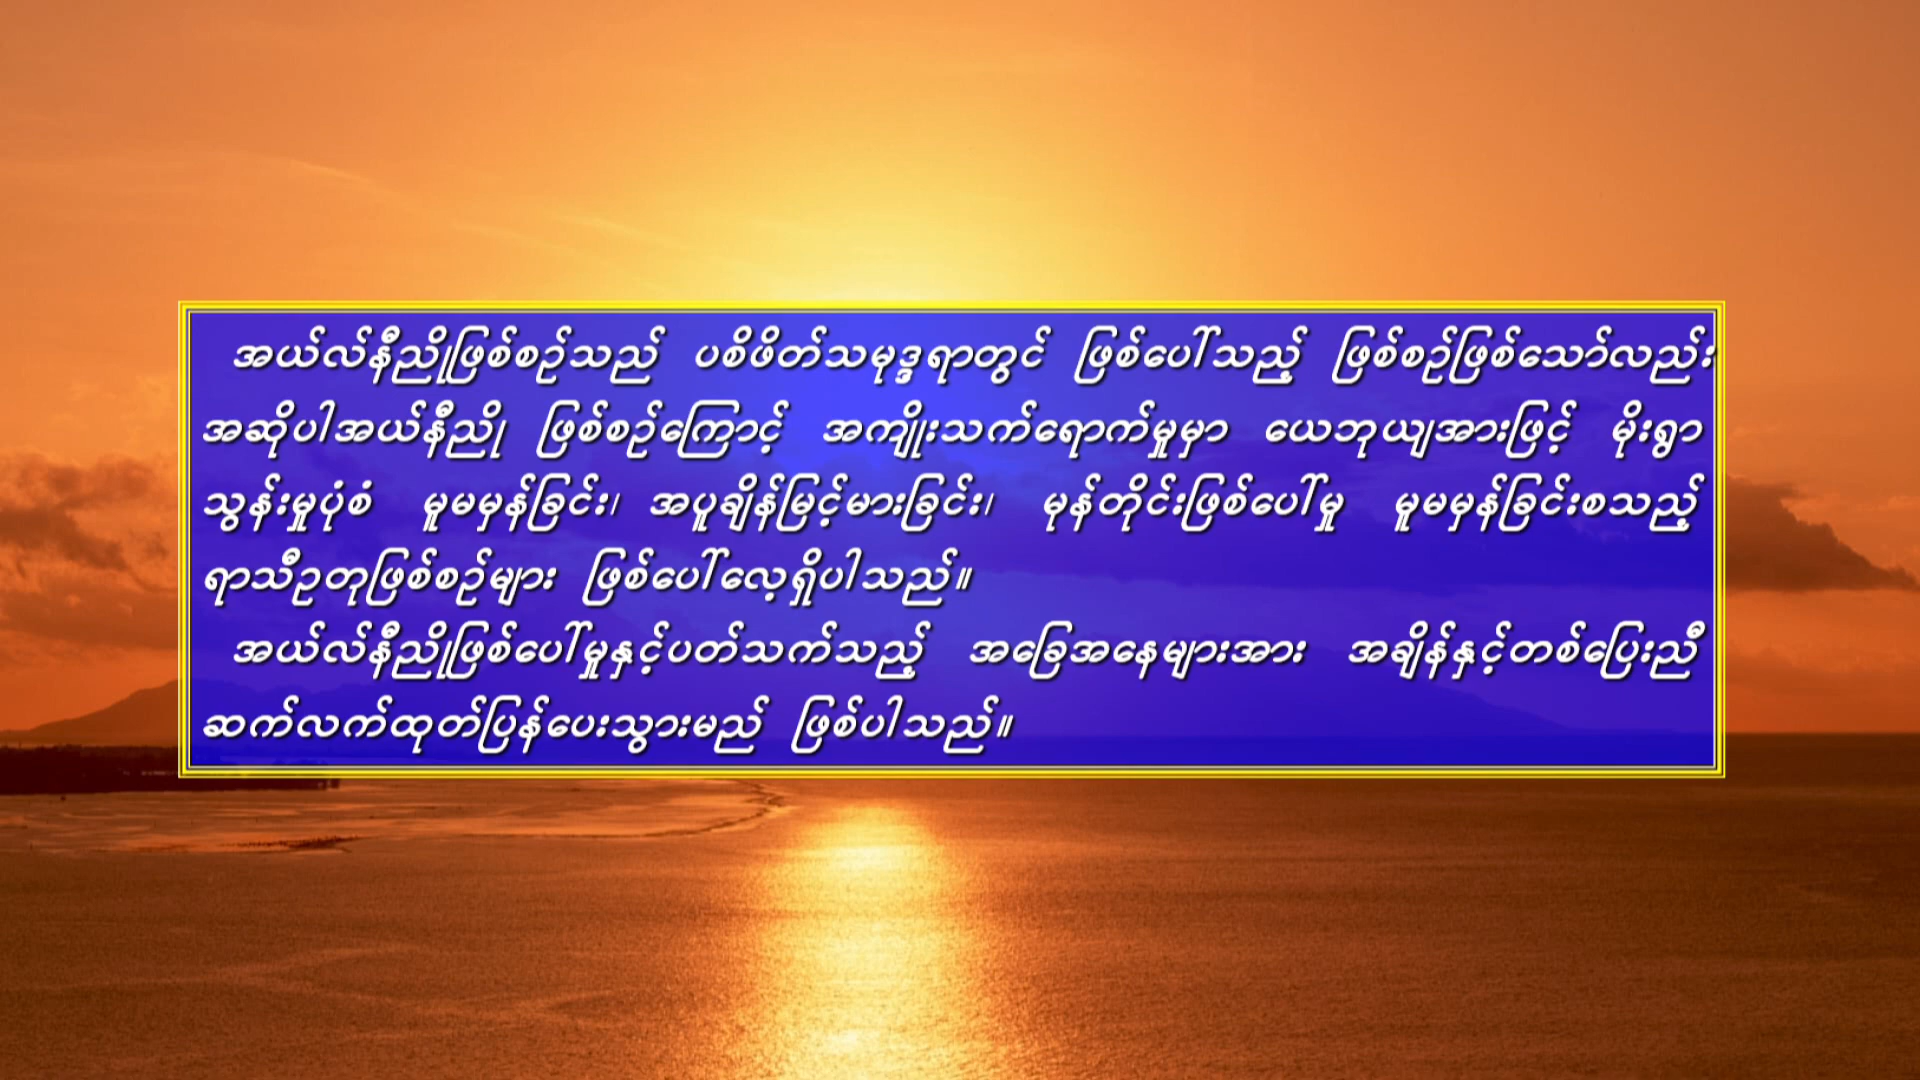 အယ်လ်နီညိုဖြစ်စဉ်သည် ပစိဖိတ်သမုဒ္ဒရာတွင် ဖြစ်ပေါ်သည့် ဖြစ်စဉ်ဖြစ်သော်လည်း
အဆိုပါအယ်နီညို ဖြစ်စဉ်ကြောင့် အကျိုးသက်ရောက်မှုမှာ ယေဘုယျအားဖြင့် မိုးရွာ
သွန်းမှုပုံစံ မူမမှန်ခြင်း၊ အပူချိန်မြင့်မားခြင်း၊ မုန်တိုင်းဖြစ်ပေါ်မှု မူမမှန်ခြင်းစသည့်
ရာသီဥတုဖြစ်စဉ်များ ဖြစ်ပေါ်လေ့ရှိပါသည်။
အယ်လ်နီညိုဖြစ်ပေါ်မှုနှင့်ပတ်သက်သည့် အခြေအနေများအား အချိန်နှင့်တစ်ပြေးညီ
ဆက်လက်ထုတ်ပြန်ပေးသွားမည် ဖြစ်ပါသည်။